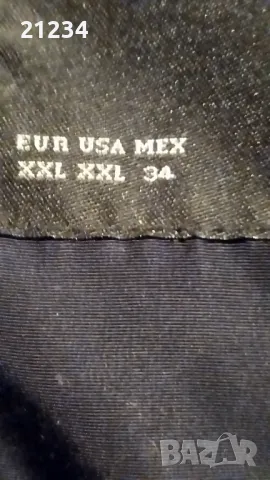 21234
EUR USA MEX
XXL XXL 34
BAZAR